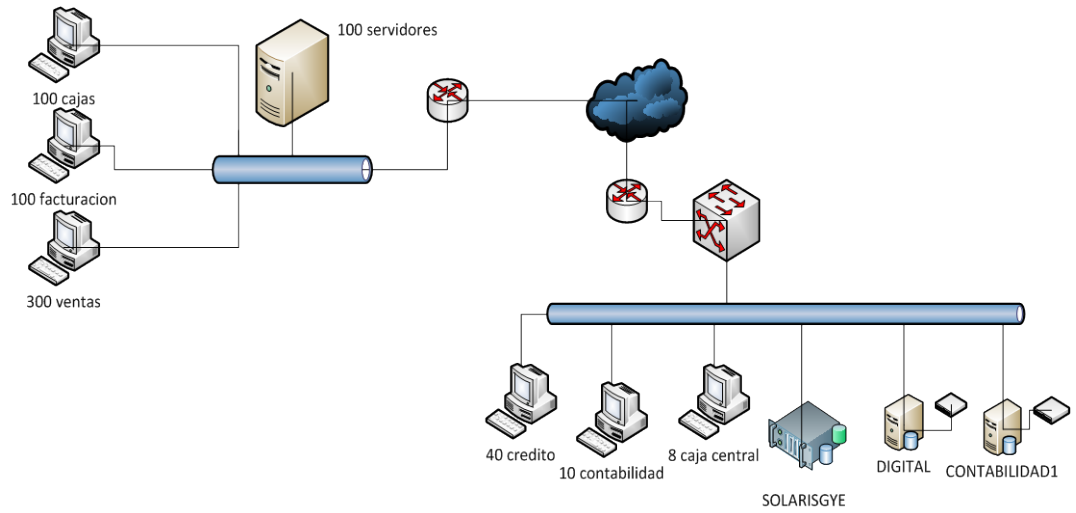 100 servidores
100 cajas
100 facturacion
300 ventas
40 credito
10 contabilidad
8 caja central
SOLARISGYE
DIGITAL
CONTABILIDAD1